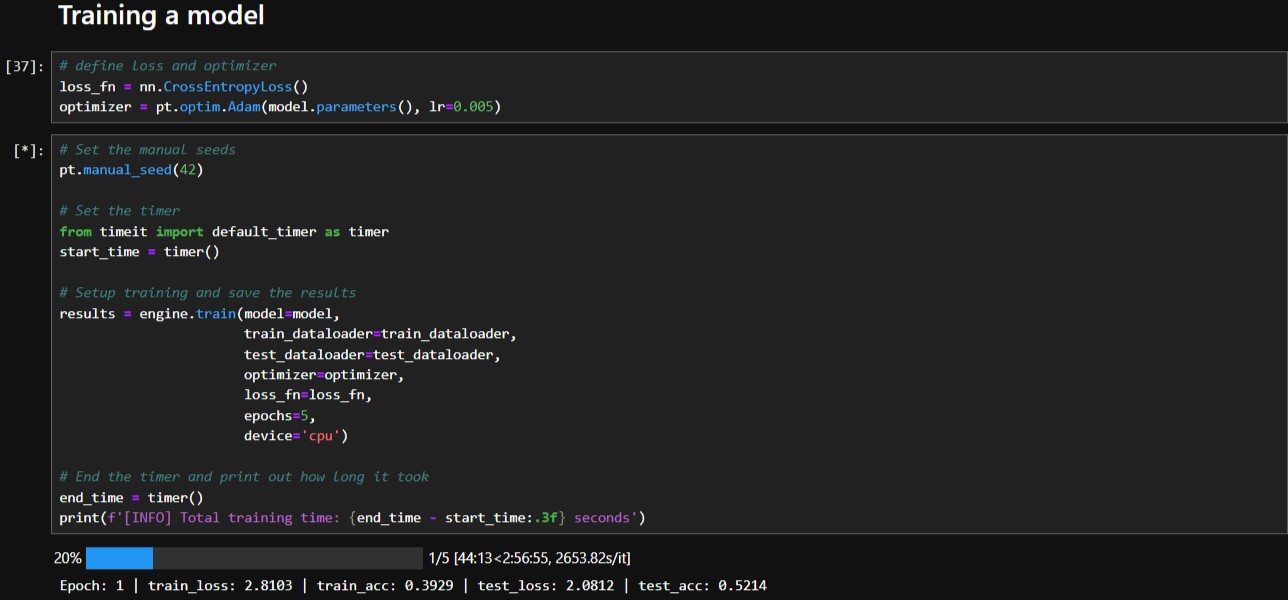 Training a model
[37]: # define loss and optimizer
loss_fn = nn.CrossEntropyLoss()
optimizer = pt.optim.Adam(model.parameters(), lr=0.005)
[*]: # Set the manual seeds
pt.manual_seed(42)
# Set the timer
from timeit import default_timer as timer
start_time = timer()
# Setup training and save the results
results = engine.train(model=model,
train_dataloader=train_dataloader,
test_dataloader=test_dataloader,
optimizer=optimizer,
loss_fn=loss_fn,
epochs=5,
device='cpu')
# End the timer and print out how long it took
end_time = timer()
print(f'[INFO] Total training time: {end_time - start_time:.3f} seconds')
20% 1/5 [44:13<2:56:55, 2653.82s/it]
Epoch: 1 | train_loss: 2.8103 | train_acc: 0.3929 | test_loss: 2.0812 | test_acc: 0.5214